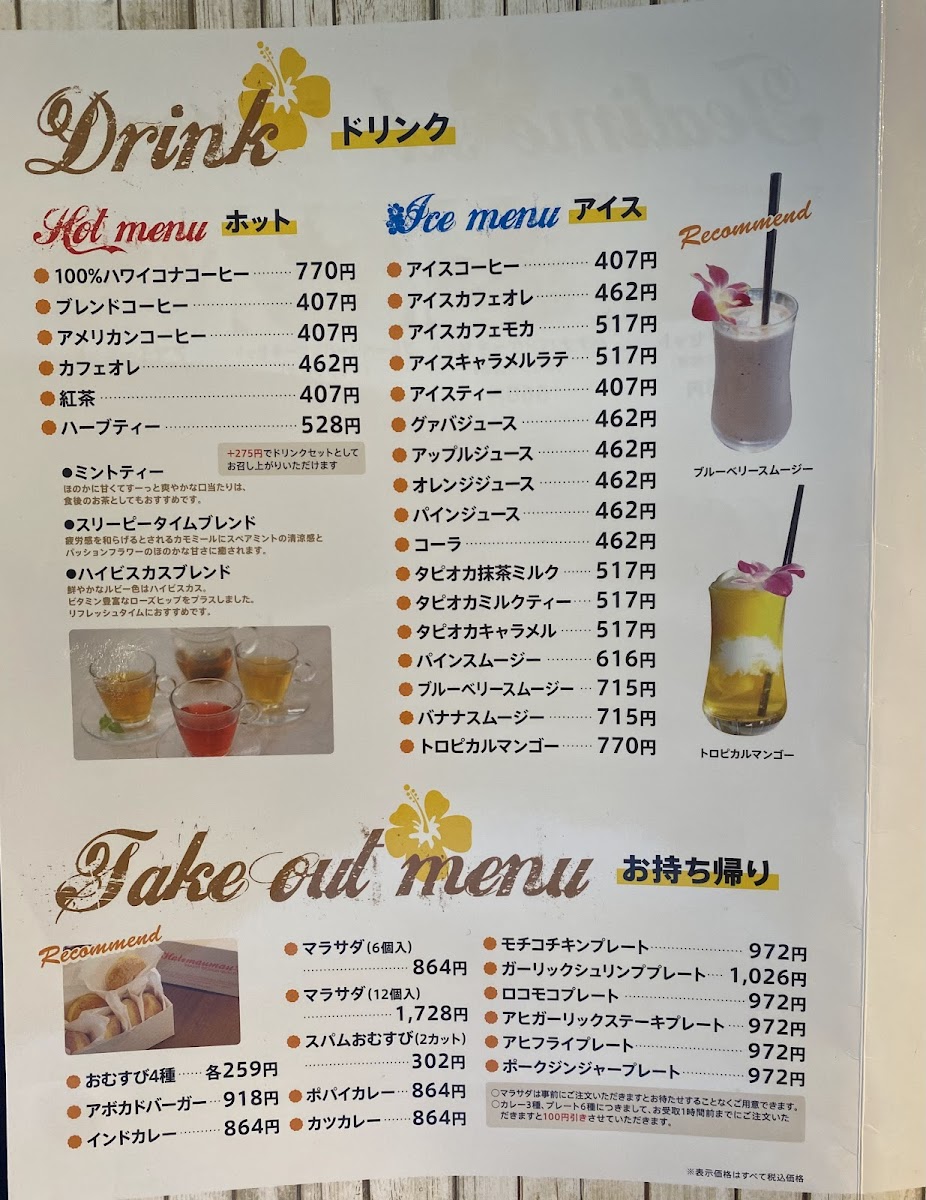 Drink ドリンク
Hot menu ホット
100%ハワイコナコーヒー 770円
ブレンドコーヒー 407円
アメリカンコーヒー 407円
カフェオレ 462円
紅茶 407円
ハーブティー 528円
+275円でドリンクセットとして
お召し上がりいただけます
●ミントティー
ほのかに甘くてすーっと爽やかな口当たりは、
食後のお茶としてもおすすめです。
●スリーピータイムブレンド
疲労感を和らげるとされるカモミールにスペアミントの清涼感と
パッションフラワーのほのかな甘さに癒されます。
●ハイビスカスブレンド
鮮やかなルビー色はハイビスカス。
ビタミン豊富なローズヒップをプラスしました。
リフレッシュタイムにおすすめです。
Ice menu アイス
アイスコーヒー 407円
アイスカフェオレ 462円
アイスカフェモカ 517円
アイスキャラメルラテ 517円
アイスティー 407円
グァバジュース 462円
アップルジュース 462円
オレンジジュース 462円
パインジュース 462円
コーラ 462円
タピオカ抹茶ミルク 517円
タピオカミルクティー 517円
タピオカキャラメル 517円
パインスムージー 616円
ブルーベリースムージー 715円
バナナスムージー 715円
トロピカルマンゴー 770円
Recommend
ブルーベリースムージー
トロピカルマンゴー
Take out menu お持ち帰り
Recommend
おむすび4種 各259円
アボカドバーガー 918円
インドカレー 864円
マラサダ(6個入)
864円
マラサダ(12個入)
1,728円
スパムおむすび(2カット)
302円
ポパイカレー 864円
カツカレー 864円
モチコチキンプレート 972円
ガーリックシュリンププレート 1,026円
ロコモコプレート 972円
アヒガーリックステーキプレート 972円
アヒフライプレート 972円
ポークジンジャープレート 972円
○マラサダは事前にご注文いただきますとお待たせすることなくご用意できます。
○カレー3種、プレート6種につきまして、お受取1時間前までにご注文いた
だきますと100円引きさせていただきます。
※表示価格はすべて税込価格